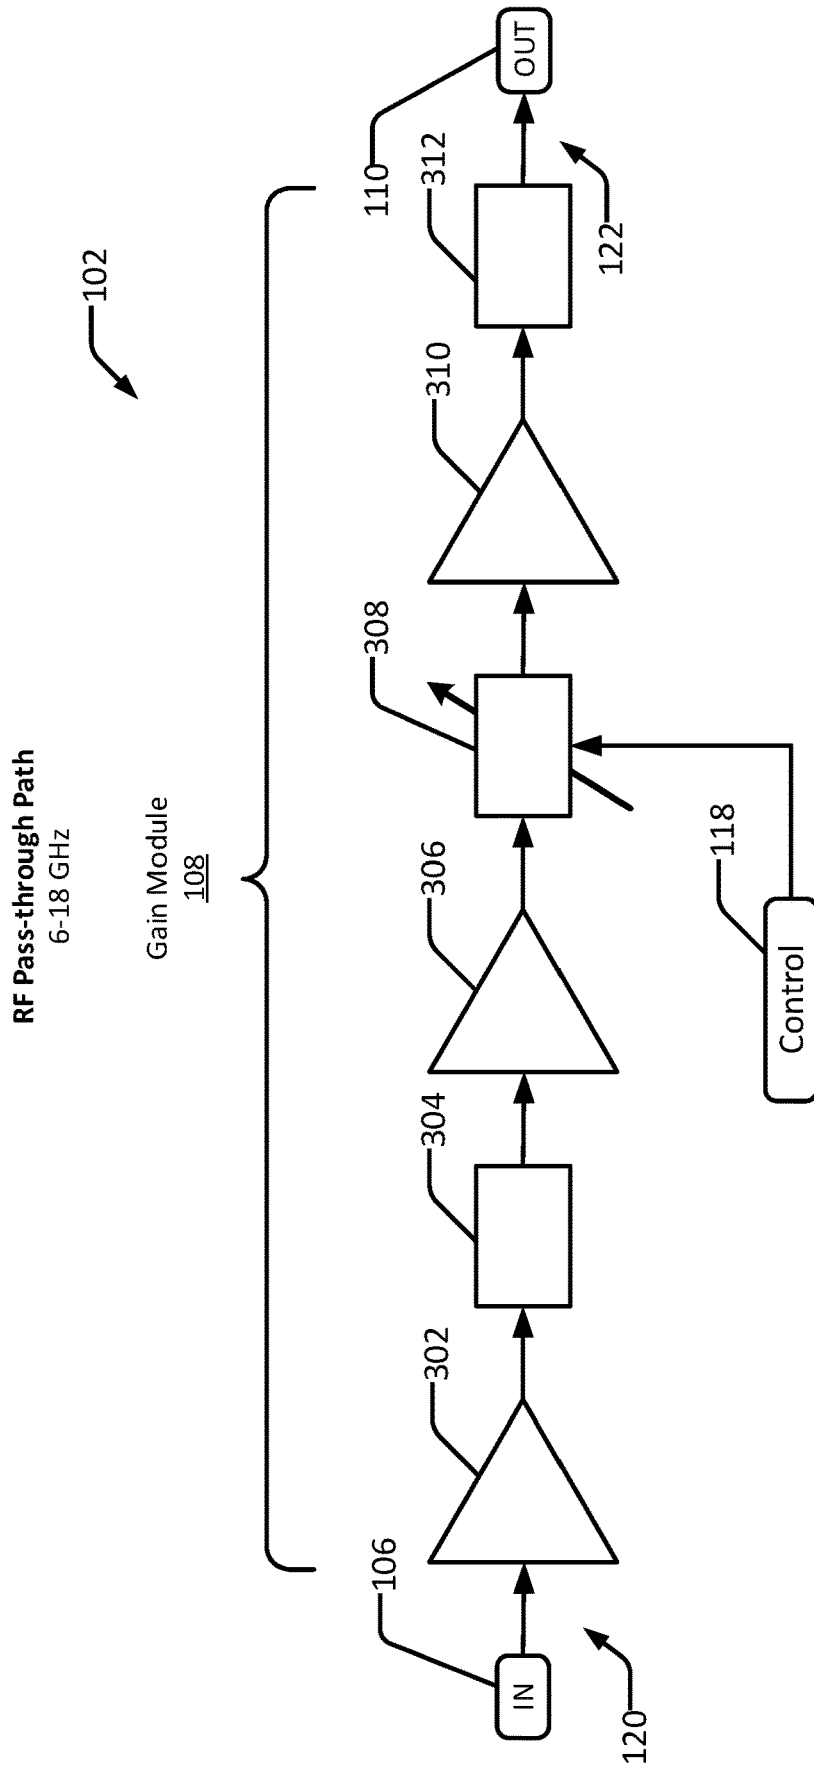 RF Pass-through Path
6-18 GHz
102
Gain Module
108
106
302
304
306
308
310
312
110
IN
OUT
120
118
122
Control